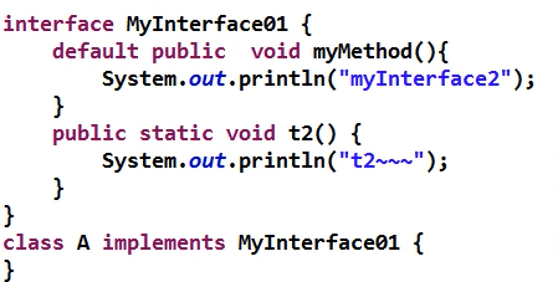 interface MyInterface01 {
    default public  void myMethod(){
        System.out.println("myInterface2");
    }
    public static void t2() {
        System.out.println("t2~~~");
    }
}
class A implements MyInterface01 {
}